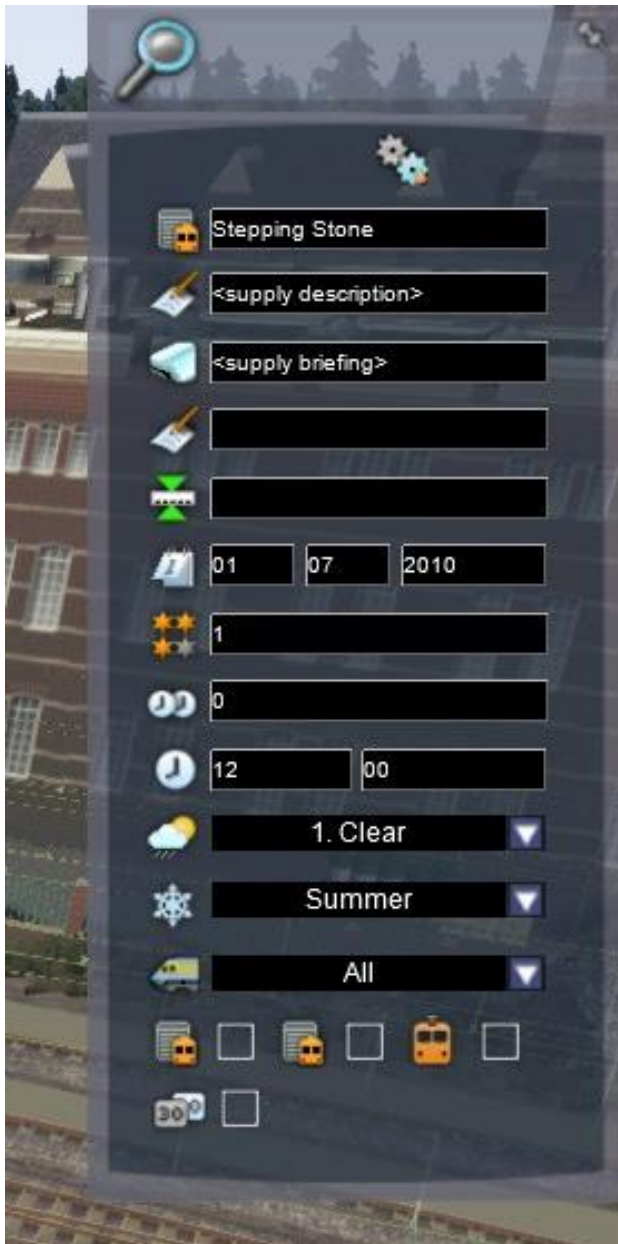 Stepping Stone
<supply description>
<supply briefing>
01 07 2010
1
0
12 00
1. Clear
Summer
All
30